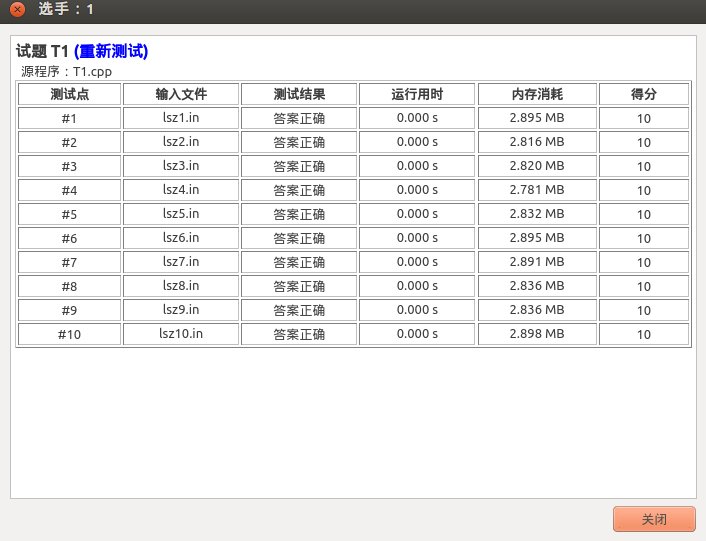 选手：1
试题 T1 (重新测试)
源程序：T1.cpp
测试点 输入文件 测试结果 运行用时 内存消耗 得分
#1 lsz1.in 答案正确 0.000 s 2.895 MB 10
#2 lsz2.in 答案正确 0.000 s 2.816 MB 10
#3 lsz3.in 答案正确 0.000 s 2.820 MB 10
#4 lsz4.in 答案正确 0.000 s 2.781 MB 10
#5 lsz5.in 答案正确 0.000 s 2.832 MB 10
#6 lsz6.in 答案正确 0.000 s 2.895 MB 10
#7 lsz7.in 答案正确 0.000 s 2.891 MB 10
#8 lsz8.in 答案正确 0.000 s 2.836 MB 10
#9 lsz9.in 答案正确 0.000 s 2.836 MB 10
#10 lsz10.in 答案正确 0.000 s 2.898 MB 10
关闭